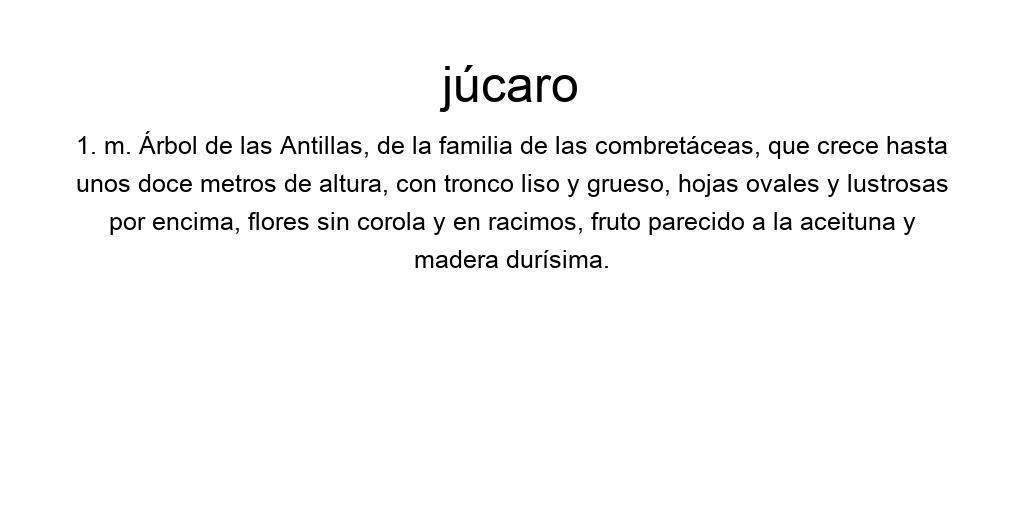 júcaro
1. m. Árbol de las Antillas, de la familia de las combretáceas, que crece hasta
unos doce metros de altura, con tronco liso y grueso, hojas ovales y lustrosas
por encima, flores sin corola y en racimos, fruto parecido a la aceituna y
madera durísima.